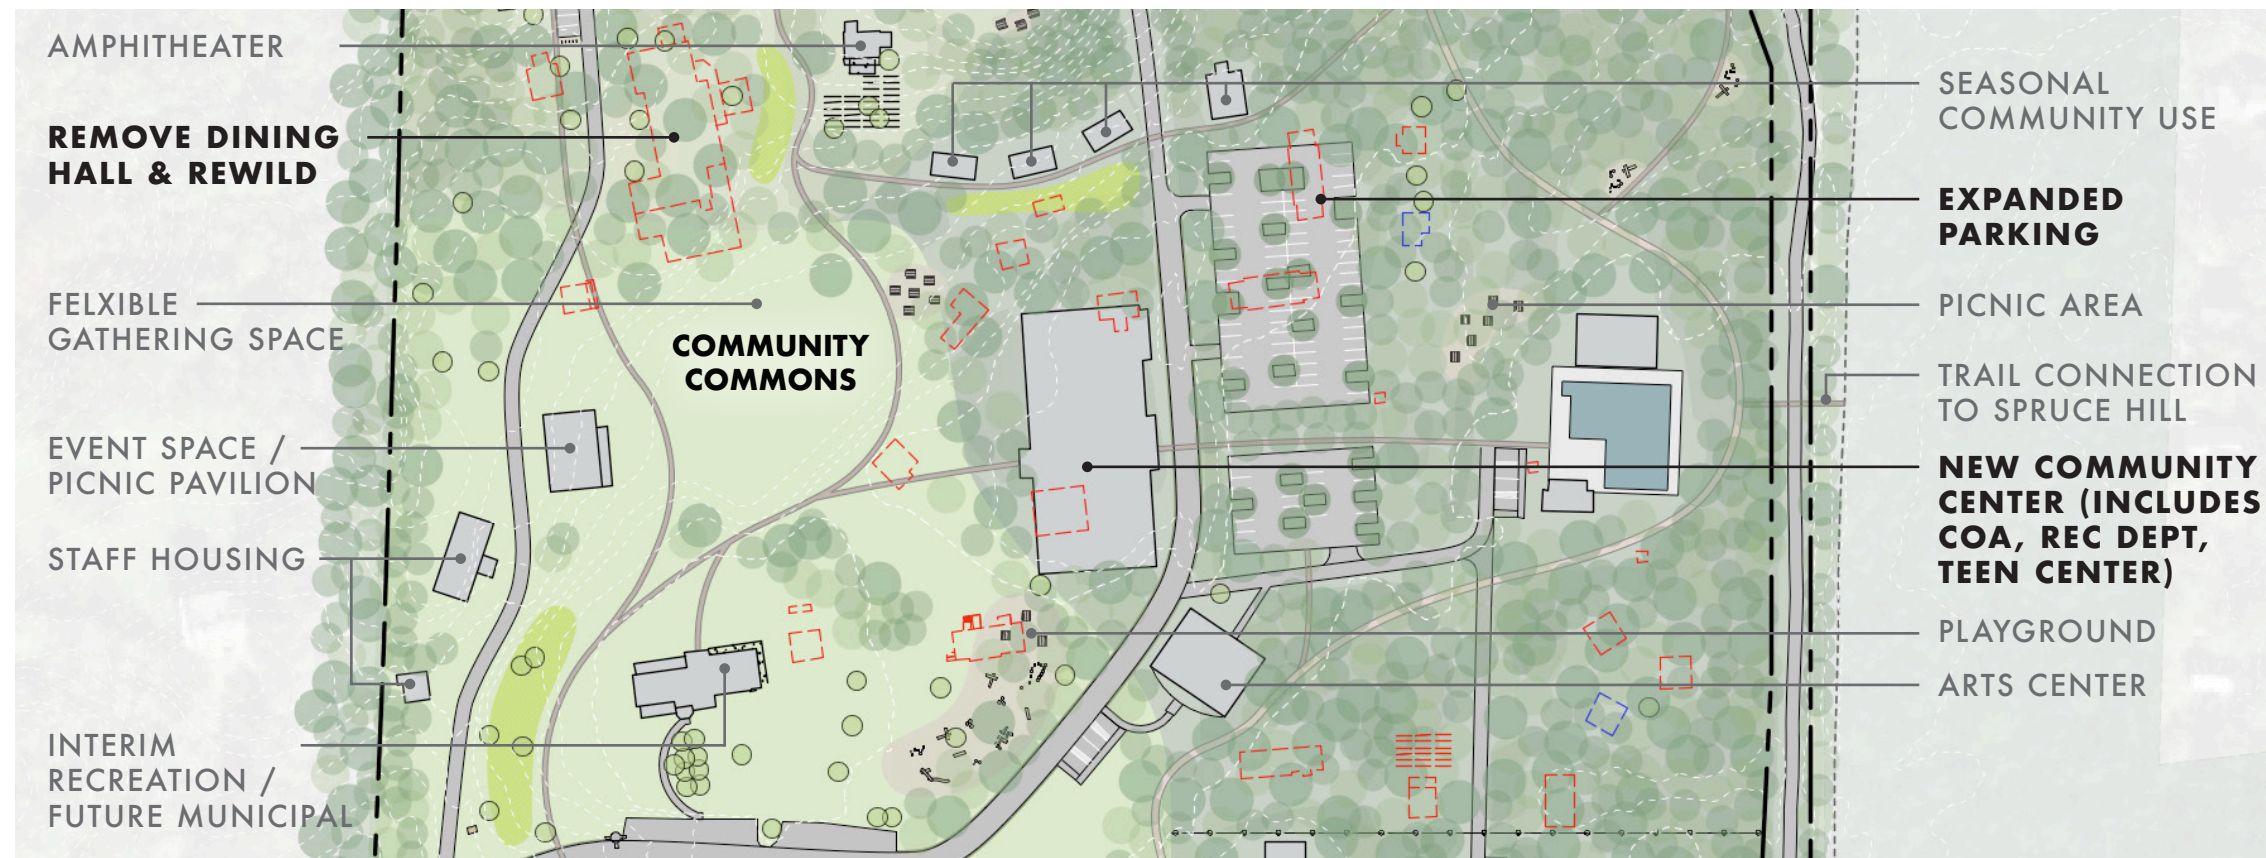 AMPHITHEATER
REMOVE DINING
HALL & REWILD
FELXIBLE
GATHERING SPACE
EVENT SPACE /
PICNIC PAVILION
STAFF HOUSING
INTERIM
RECREATION /
FUTURE MUNICIPAL
COMMUNITY
COMMONS
SEASONAL
COMMUNITY USE
EXPANDED
PARKING
PICNIC AREA
TRAIL CONNECTION
TO SPRUCE HILL
NEW COMMUNITY
CENTER (INCLUDES
COA, REC DEPT,
TEEN CENTER)
PLAYGROUND
ARTS CENTER